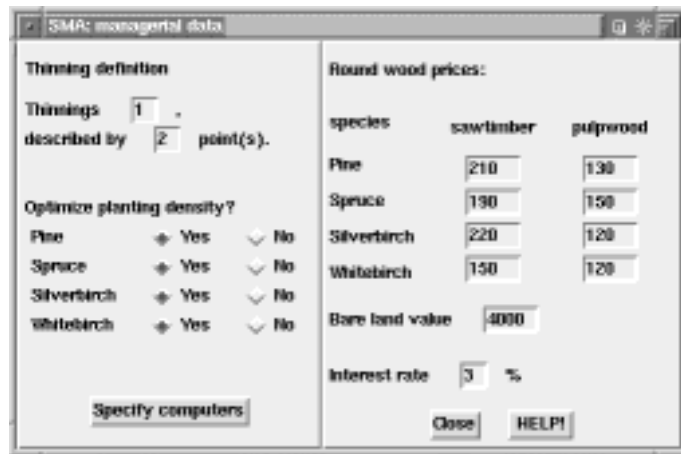 SMA: managerial data
Thinning definition
Thinnings 1 .
described by 2 point(s).
Optimize planting density?
Pine Yes No
Spruce Yes No
Silverbirch Yes No
Whitebirch Yes No
Specify computers
Round wood prices:
species sawtimber pulpwood
Pine 210 130
Spruce 190 150
Silverbirch 220 120
Whitebirch 150 120
Bare land value 4000
Interest rate 3 %
Close HELP!